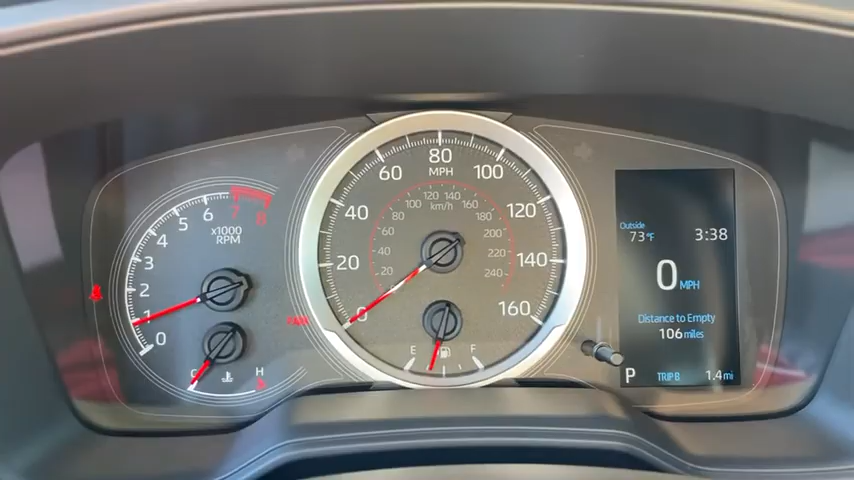 0
1
2
3
4
5
6
7
8
x1000
RPM
C
H
0
20
40
60
80
100
120
140
160
MPH
km/h
20
40
60
80
100
120
140
160
180
200
220
240
E
F
Outside
73°F
3:38
0 MPH
Distance to Empty
106 miles
P
TRIP B
1.4 mi